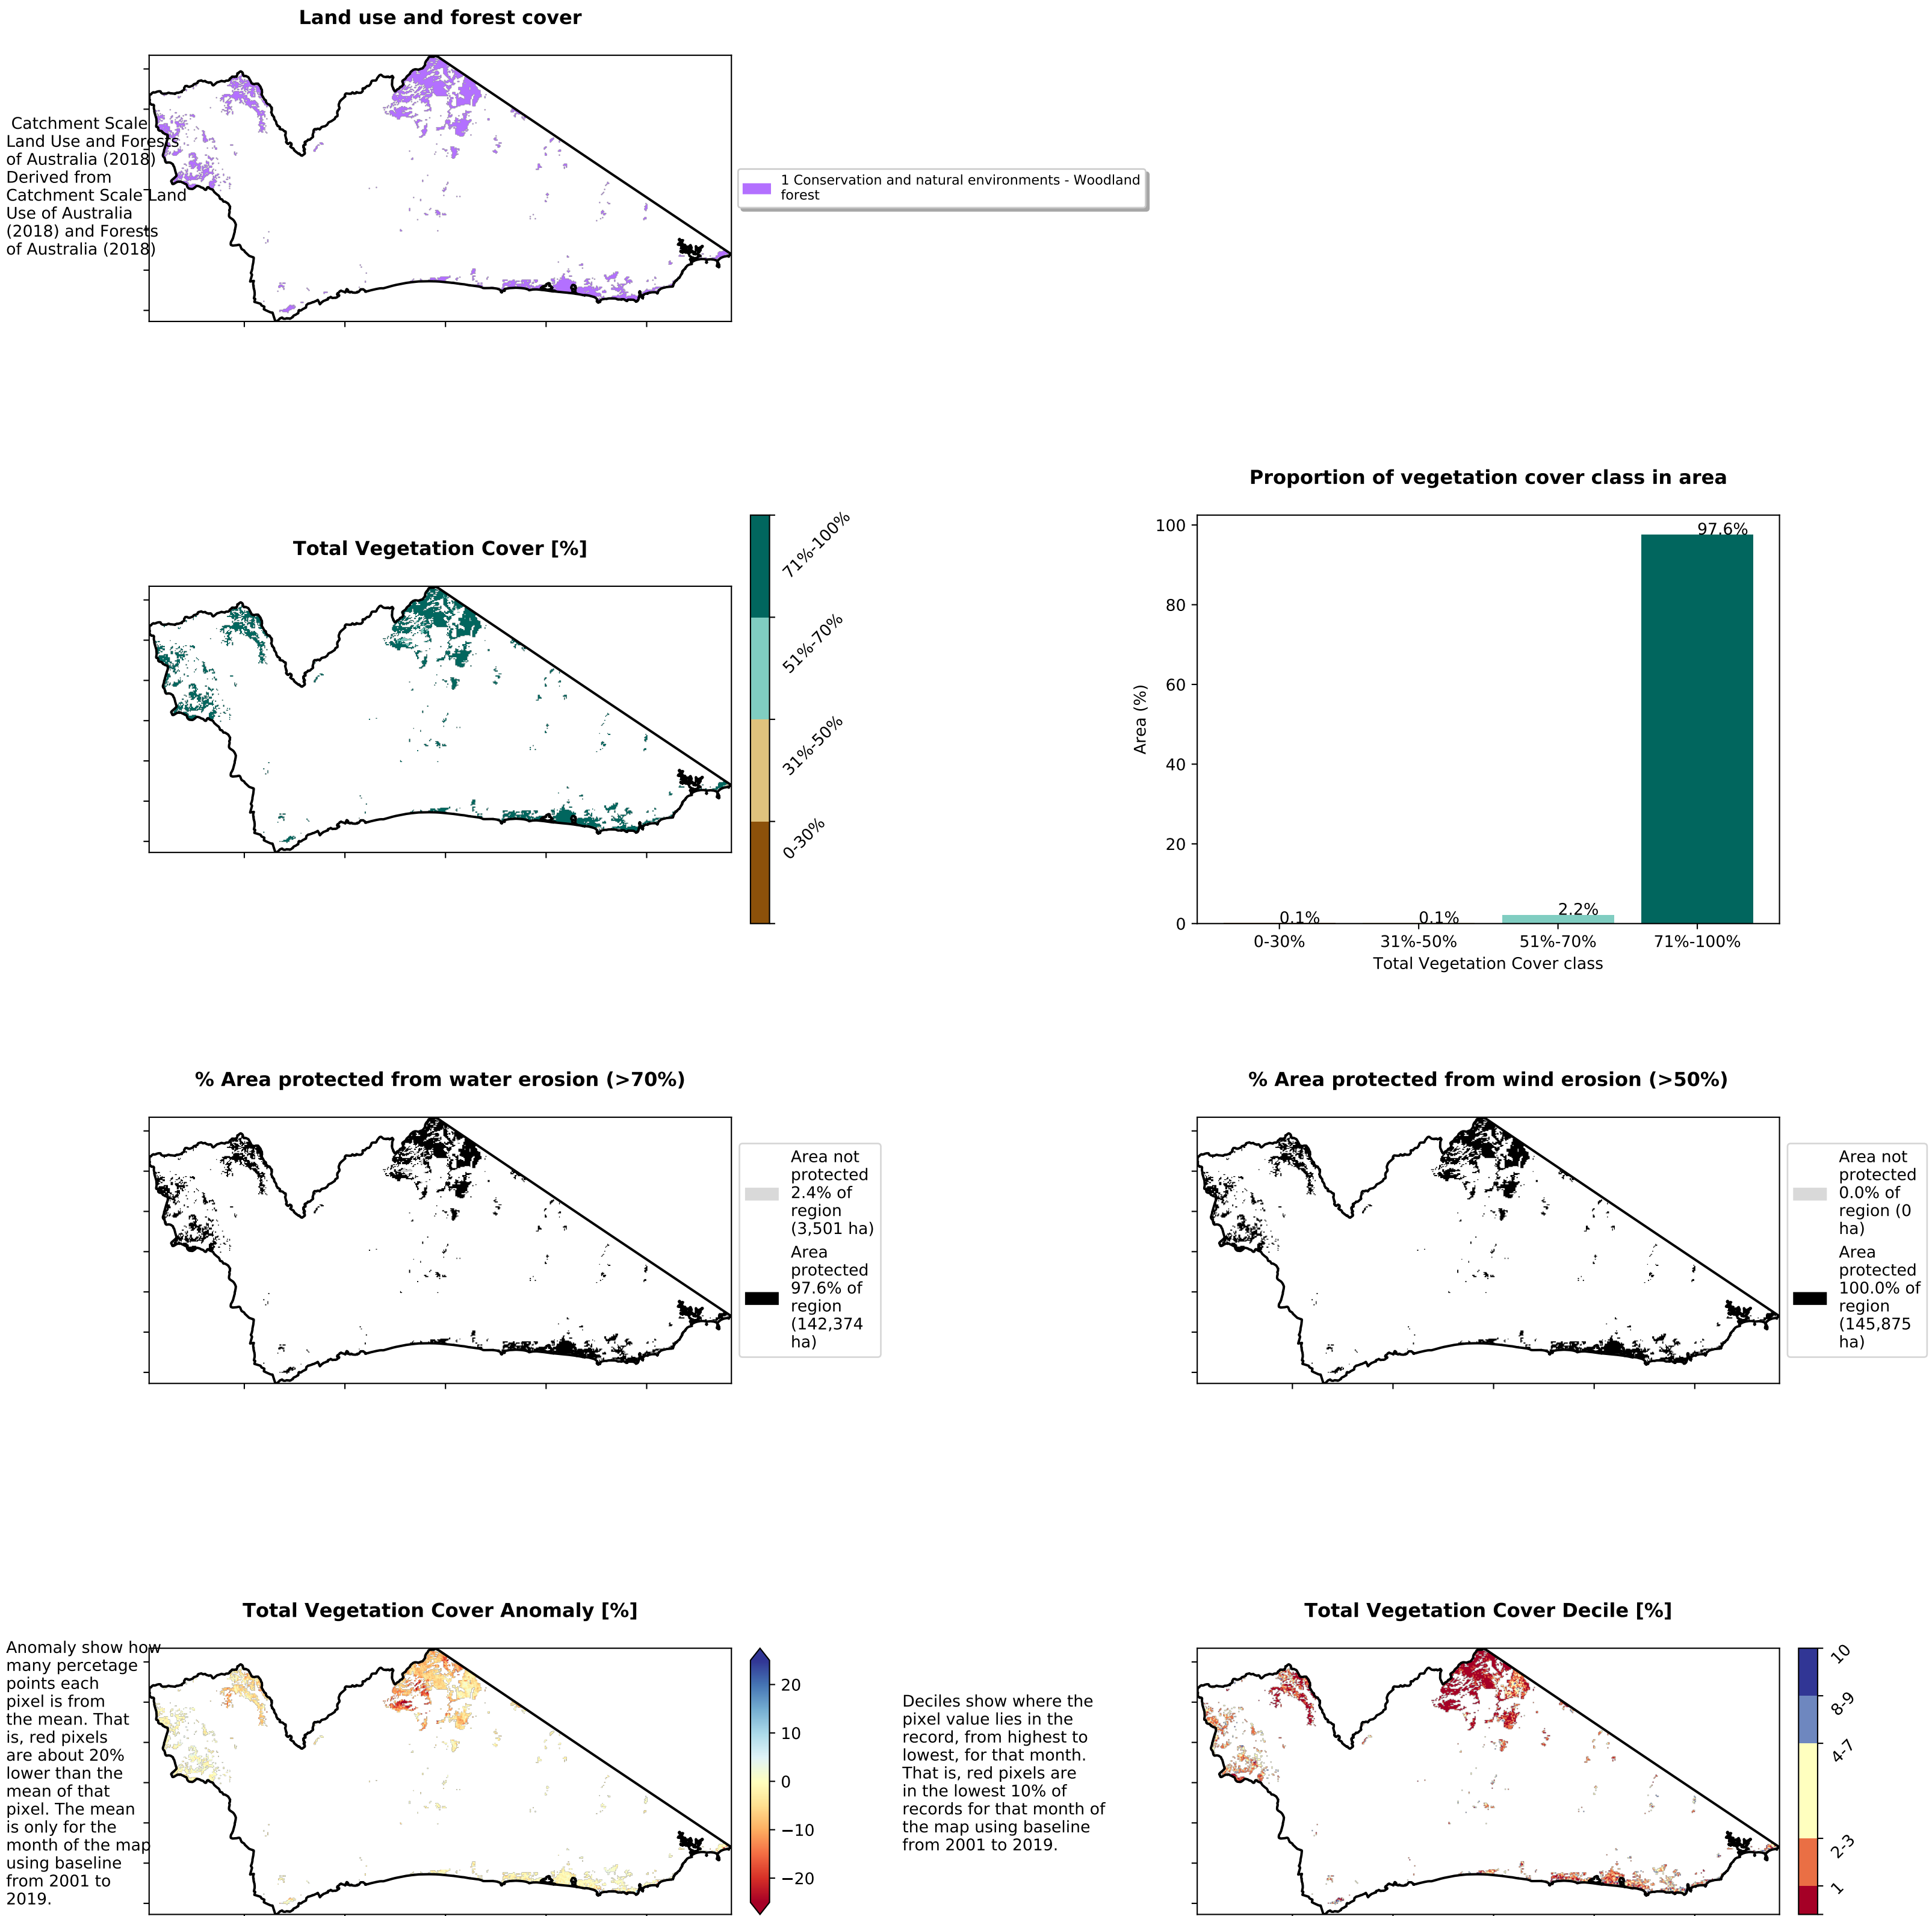 Land use and forest cover
Catchment Scale
Land Use and Forests
of Australia (2018)
Derived from
Catchment Scale Land
Use of Australia
(2018) and Forests
of Australia (2018)
1 Conservation and natural environments - Woodland
forest
Total Vegetation Cover [%]
71%-100%
51%-70%
31%-50%
0-30%
Proportion of vegetation cover class in area
100
80
60
40
20
0
Area (%)
0.1%
0.1%
2.2%
97.6%
0-30%
31%-50%
51%-70%
71%-100%
Total Vegetation Cover class
% Area protected from water erosion (>70%)
Area not
protected
2.4% of
region
(3,501 ha)
Area
protected
97.6% of
region
(142,374
ha)
% Area protected from wind erosion (>50%)
Area not
protected
0.0% of
region (0
ha)
Area
protected
100.0% of
region
(145,875
ha)
Total Vegetation Cover Anomaly [%]
Anomaly show how
many percetage
points each
pixel is from
the mean. That
is, red pixels
are about 20%
lower than the
mean of that
pixel. The mean
is only for the
month of the map
using baseline
from 2001 to
2019.
20
10
0
−10
−20
Total Vegetation Cover Decile [%]
Deciles show where the
pixel value lies in the
record, from highest to
lowest, for that month.
That is, red pixels are
in the lowest 10% of
records for that month of
the map using baseline
from 2001 to 2019.
10
8-9
4-7
2-3
1